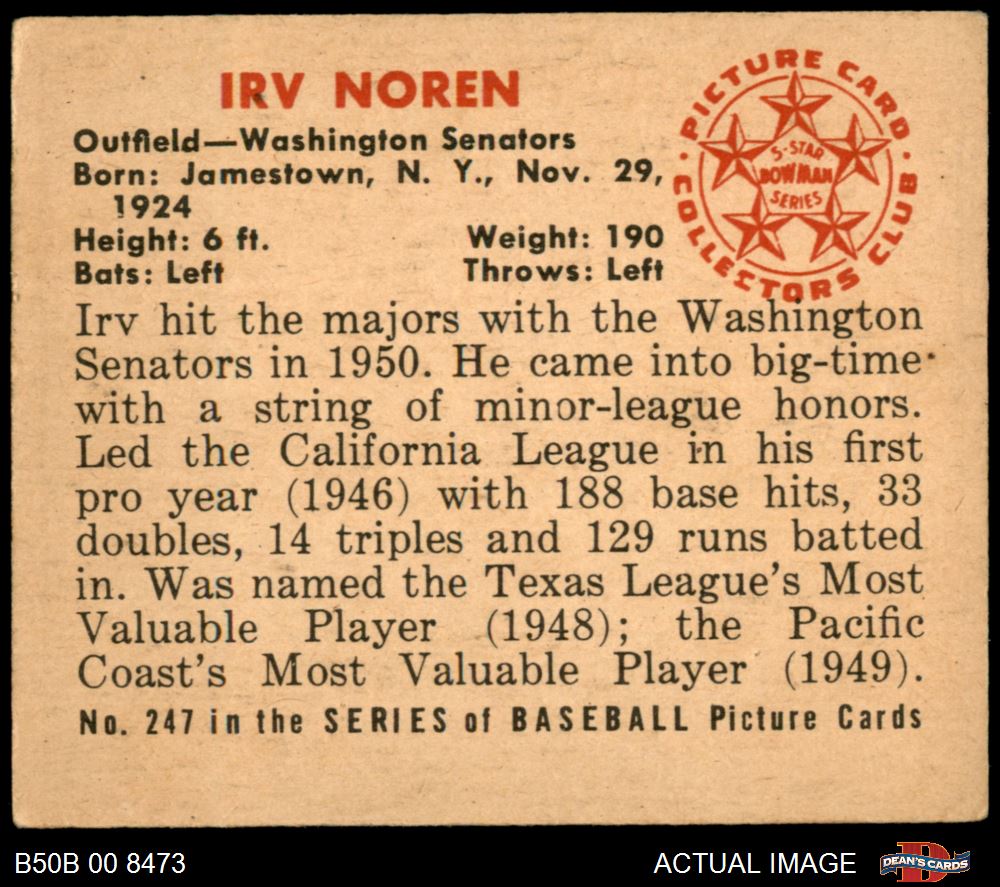 IRV NOREN
Outfield—Washington Senators
Born: Jamestown, N. Y., Nov. 29,
1924
Height: 6 ft. Weight: 190
Bats: Left Throws: Left
PICTURE CARD
COLLECTORS CLUB
5-STAR
BOWMAN
SERIES
Irv hit the majors with the Washington
Senators in 1950. He came into big-time
with a string of minor-league honors.
Led the California League in his first
pro year (1946) with 188 base hits, 33
doubles, 14 triples and 129 runs batted
in. Was named the Texas League's Most
Valuable Player (1948); the Pacific
Coast's Most Valuable Player (1949).
No. 247 in the SERIES of BASEBALL Picture Cards
B50B 00 8473 ACTUAL IMAGE
D
DEAN'S CARDS